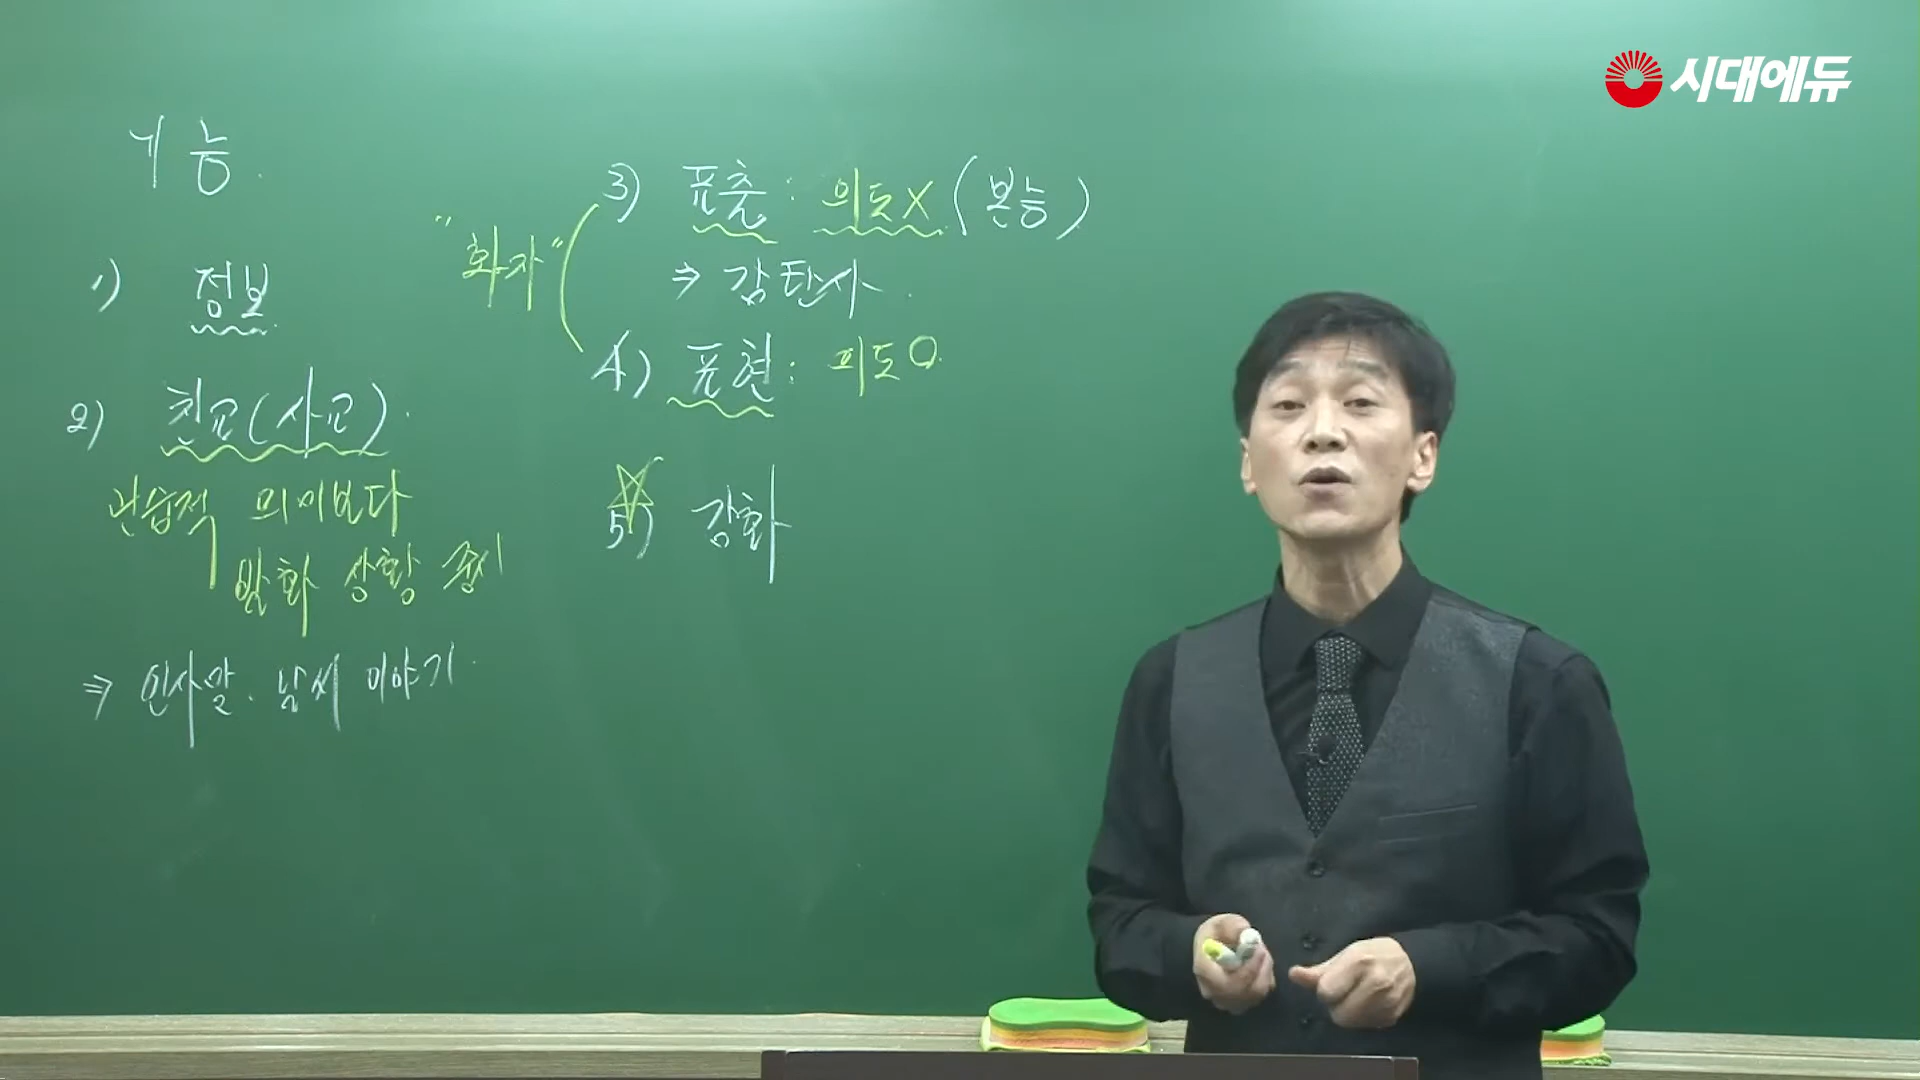 시대에듀
기능.
1) 정보
2) 친교(사교).
관습적 의미보다
발화 상황 중시
⇒ 인사말. 날씨 이야기.
"화자"
3) 표출: 의도X (본능)
⇒ 감탄사.
4) 표현: 의도O.
☆
5) 강화